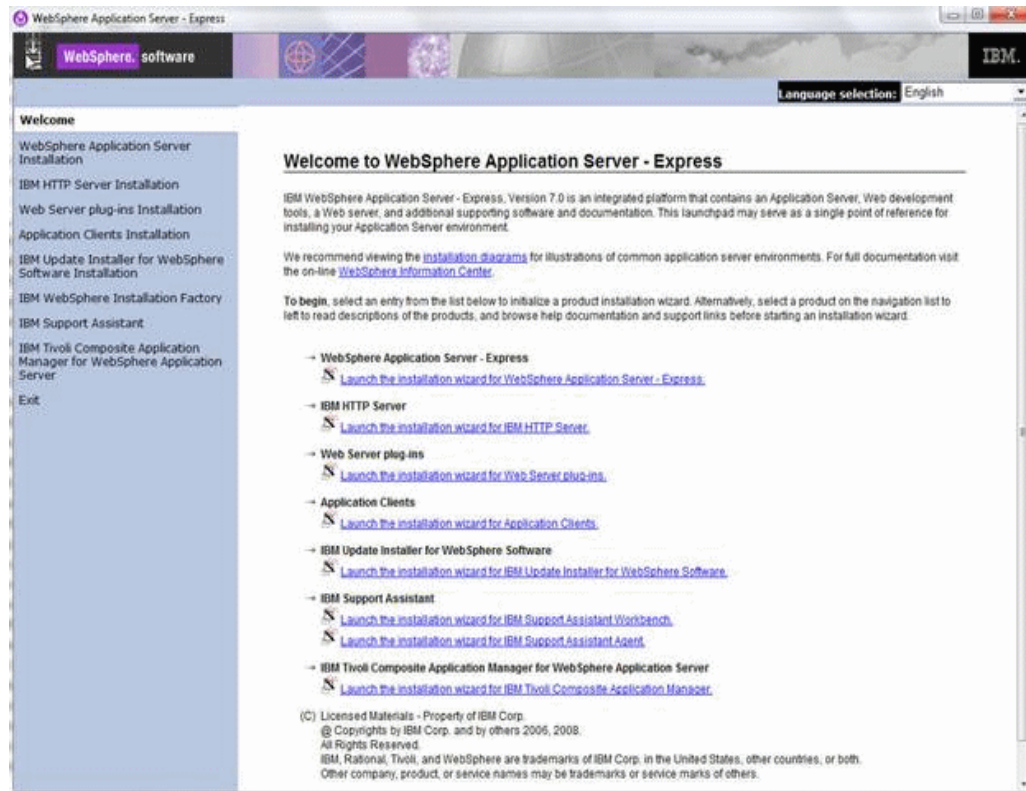 WebSphere Application Server - Express
WebSphere. software
IBM.
Language selection: English
Welcome
WebSphere Application Server
Installation
IBM HTTP Server Installation
Web Server plug-ins Installation
Application Clients Installation
IBM Update Installer for WebSphere
Software Installation
IBM WebSphere Installation Factory
IBM Support Assistant
IBM Tivoli Composite Application
Manager for WebSphere Application
Server
Exit
Welcome to WebSphere Application Server - Express
IBM WebSphere Application Server - Express, Version 7.0 is an integrated platform that contains an Application Server, Web development
tools, a Web server, and additional supporting software and documentation. This launchpad may serve as a single point of reference for
installing your Application Server environment.
We recommend viewing the installation diagrams for illustrations of common application server environments. For full documentation visit
the on-line WebSphere Information Center.
To begin, select an entry from the list below to initialize a product installation wizard. Alternatively, select a product on the navigation list to
left to read descriptions of the products, and browse help documentation and support links before starting an installation wizard.
→ WebSphere Application Server - Express
Launch the installation wizard for WebSphere Application Server - Express.
→ IBM HTTP Server
Launch the installation wizard for IBM HTTP Server.
→ Web Server plug-ins
Launch the installation wizard for Web Server plug-ins.
→ Application Clients
Launch the installation wizard for Application Clients.
→ IBM Update Installer for WebSphere Software
Launch the installation wizard for IBM Update Installer for WebSphere Software.
→ IBM Support Assistant
Launch the installation wizard for IBM Support Assistant Workbench.
Launch the installation wizard for IBM Support Assistant Agent.
→ IBM Tivoli Composite Application Manager for WebSphere Application Server
Launch the installation wizard for IBM Tivoli Composite Application Manager.
(C) Licensed Materials - Property of IBM Corp.
@ Copyrights by IBM Corp. and by others 2006, 2008.
All Rights Reserved.
IBM, Rational, Tivoli, and WebSphere are trademarks of IBM Corp. in the United States, other countries, or both.
Other company, product, or service names may be trademarks or service marks of others.